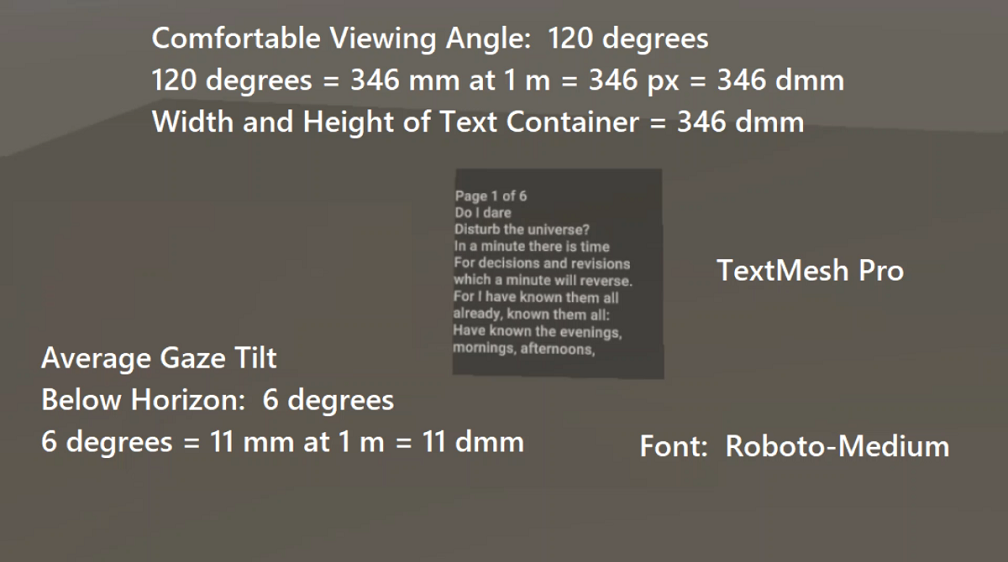 Comfortable Viewing Angle: 120 degrees
120 degrees = 346 mm at 1 m = 346 px = 346 dmm
Width and Height of Text Container = 346 dmm
Page 1 of 6
Do I dare
Disturb the universe?
In a minute there is time
For decisions and revisions
which a minute will reverse.
For I have known them all
already, known them all:
Have known the evenings,
mornings, afternoons,
TextMesh Pro
Average Gaze Tilt
Below Horizon: 6 degrees
6 degrees = 11 mm at 1 m = 11 dmm
Font: Roboto-Medium